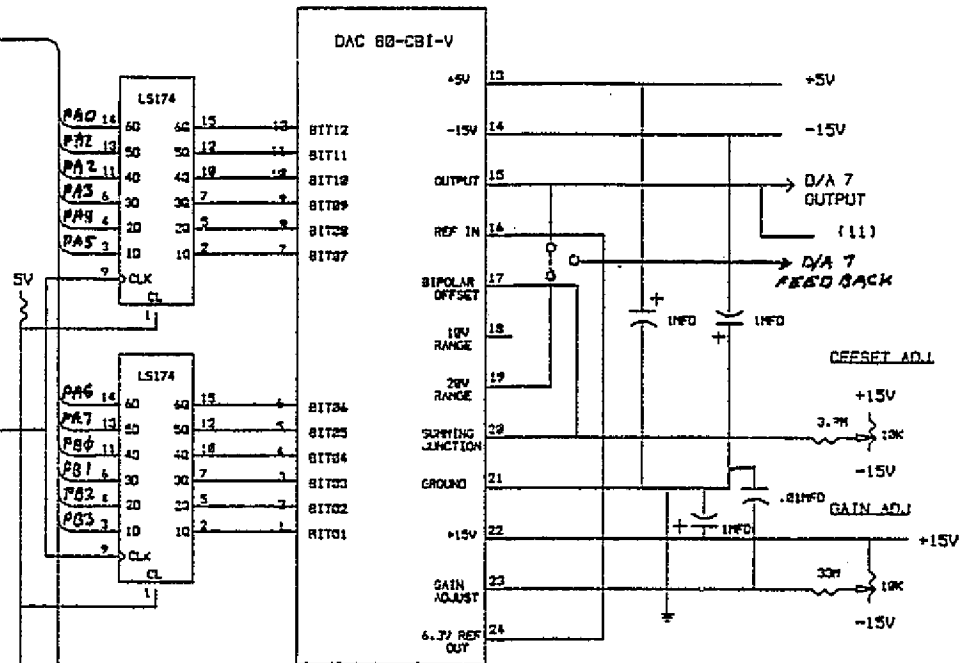 DAC 80-CBI-V
+5V 13 +5V
LS174
PA0 14 6D 6Q 15 BIT12 -15V 14 -15V
PA1 13 5D 5Q 12 11 BIT11
PA2 11 4D 4Q 10 10 BIT10 OUTPUT 15 D/A 7
OUTPUT
PA3 6 3D 3Q 7 9 BIT09
PA4 4 2D 2Q 5 8 BIT08 REF IN 16 (11)
PA5 3 1D 1Q 2 7 BIT07
D/A 7
FEED BACK
9 CLK
5V
CL
1
BIPOLAR
OFFSET 17
1MFD 1MFD
10V
RANGE 18
OFFSET ADJ
LS174
20V
RANGE 19
+15V
PA6 14 6D 6Q 15 6 BIT06
PA7 13 5D 5Q 12 5 BIT05
PB0 11 4D 4Q 10 4 BIT04
SUMMING
JUNCTION 20 10K
PB1 6 3D 3Q 7 3 BIT03
-15V
PB2 4 2D 2Q 5 2 BIT02
GROUND 21 .01MFD
PB3 3 1D 1Q 2 1 BIT01
GAIN ADJ
+15V 22 1MFD +15V
9 CLK
CL
1
GAIN
ADJUST 23 33M 10K
-15V
6.3V REF
OUT 24